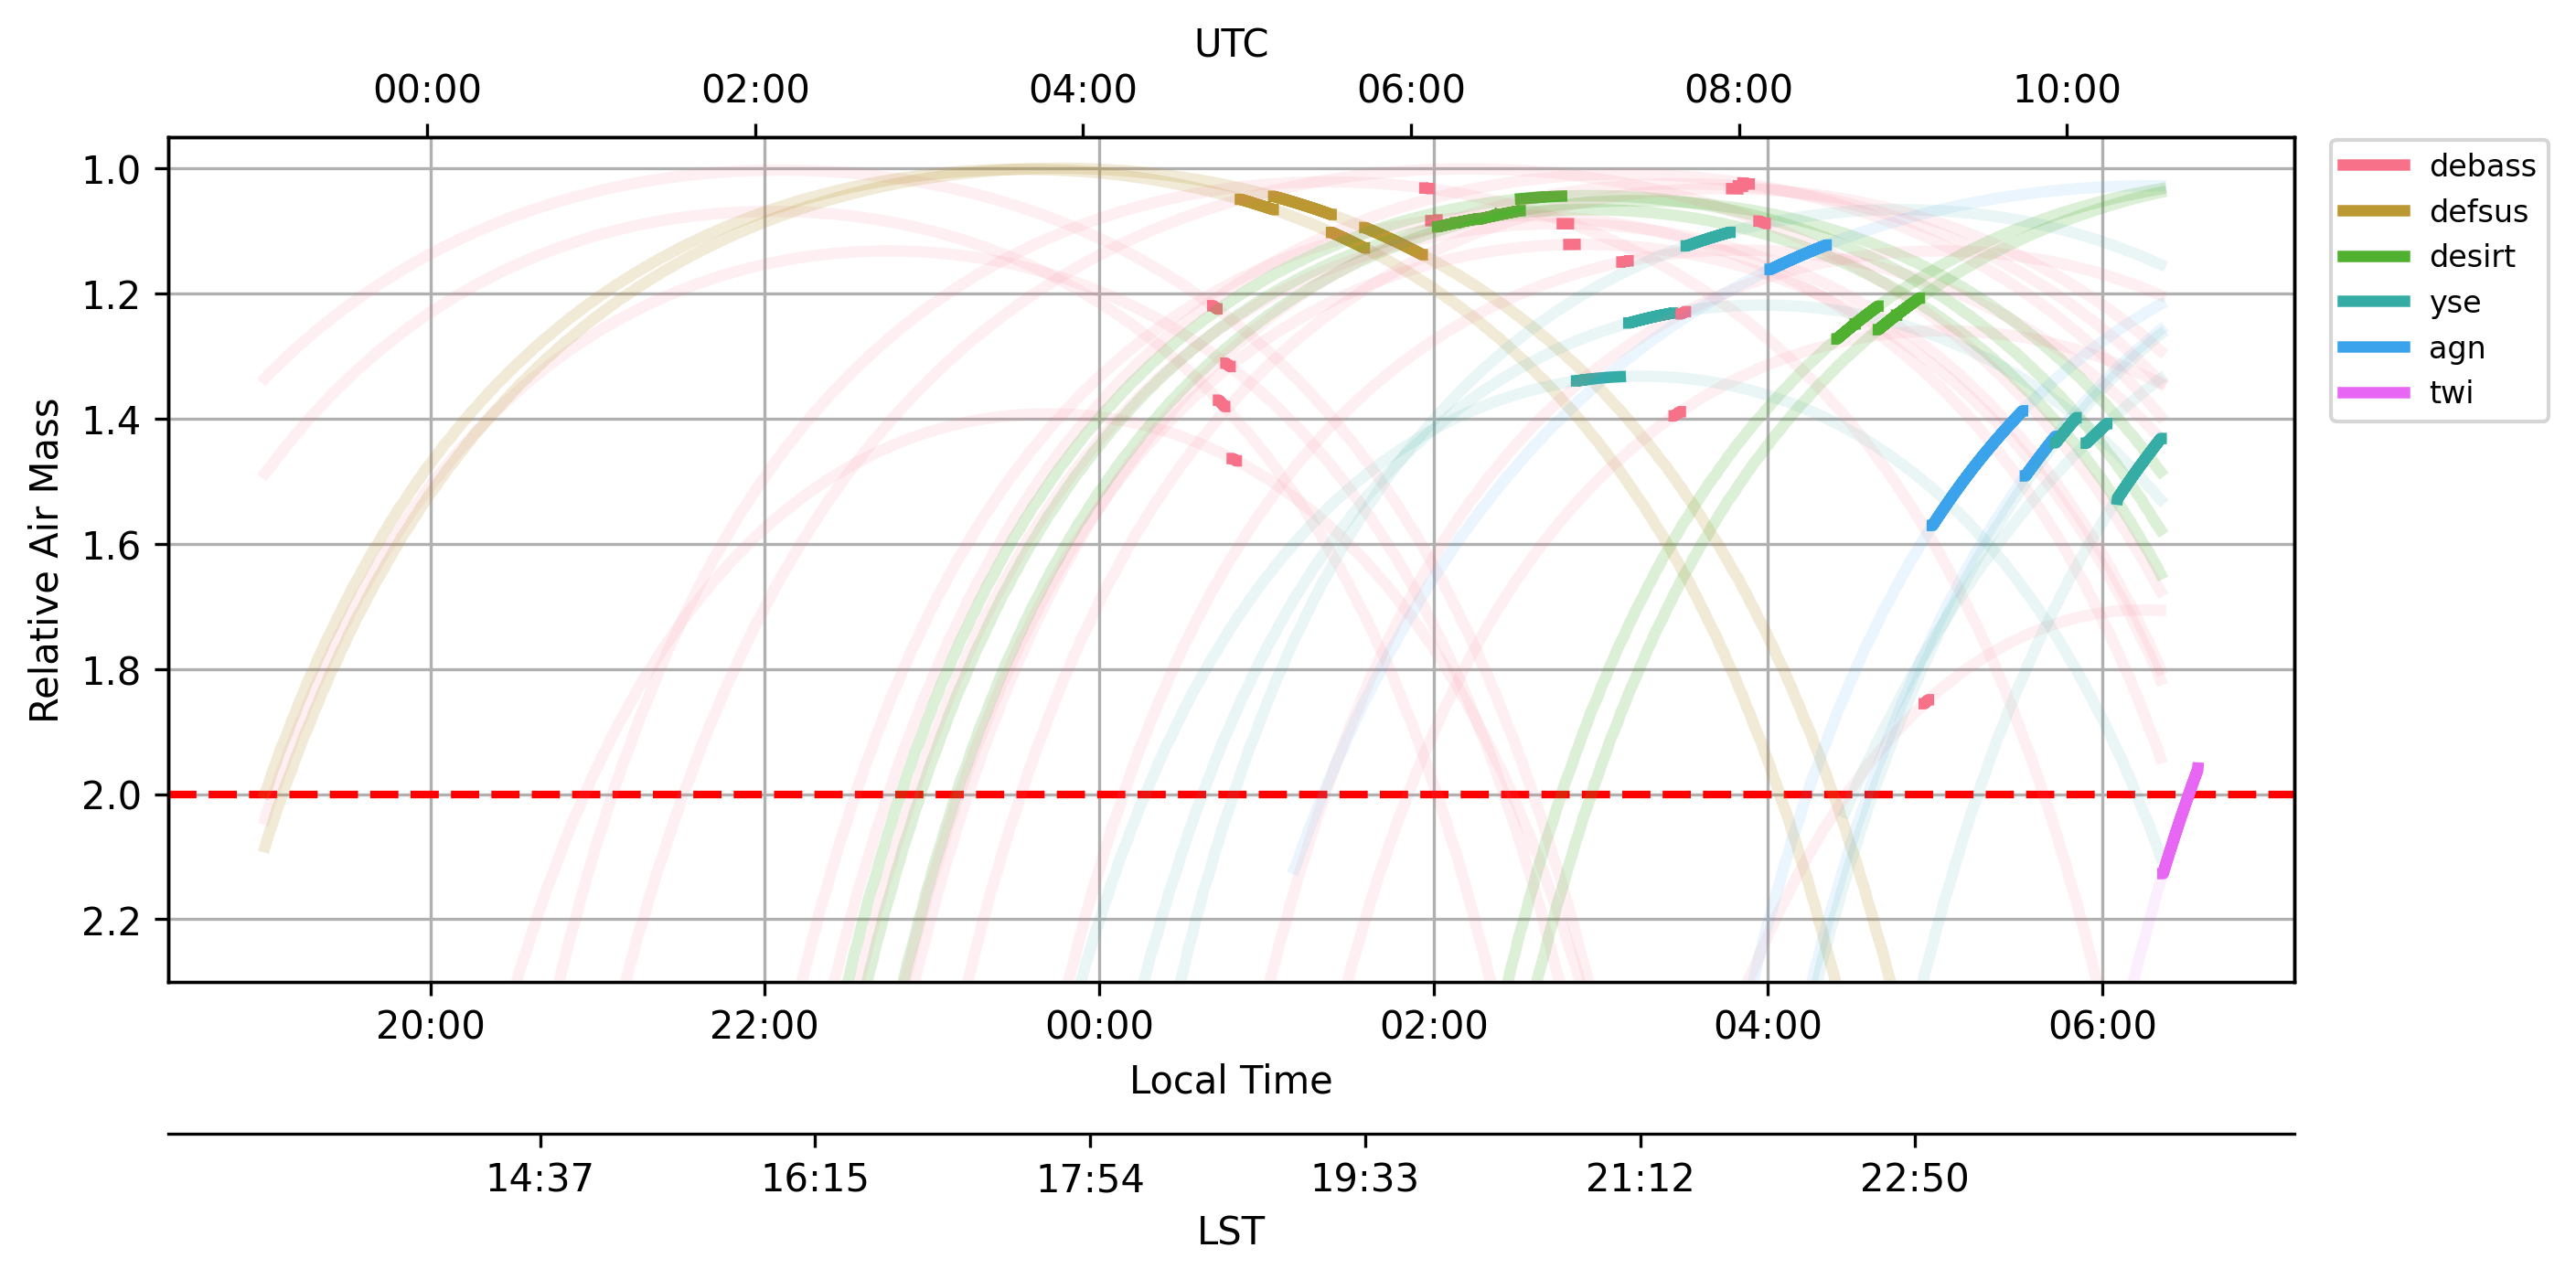 UTC
00:00 02:00 04:00 06:00 08:00 10:00
1.0
1.2
1.4
1.6
1.8
2.0
2.2
Relative Air Mass
debass
defsus
desirt
yse
agn
twi
20:00 22:00 00:00 02:00 04:00 06:00
Local Time
14:37 16:15 17:54 19:33 21:12 22:50
LST